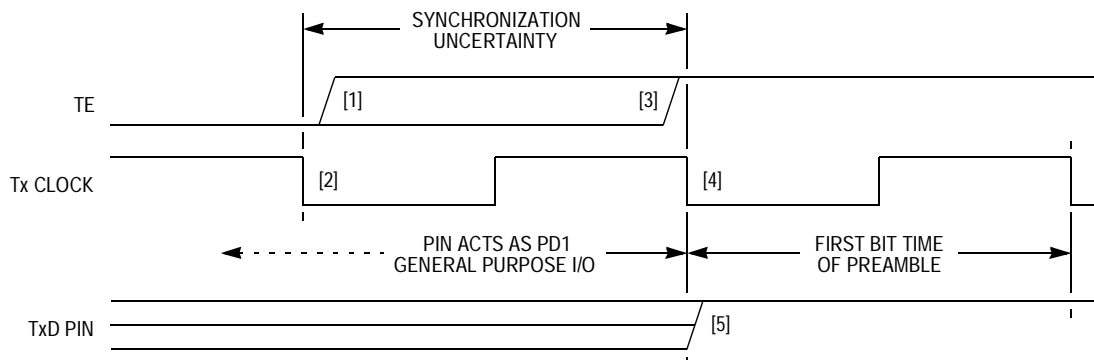 SYNCHRONIZATION
UNCERTAINTY
TE
[1]
[3]
Tx CLOCK
[2]
[4]
PIN ACTS AS PD1
GENERAL PURPOSE I/O
FIRST BIT TIME
OF PREAMBLE
TxD PIN
[5]